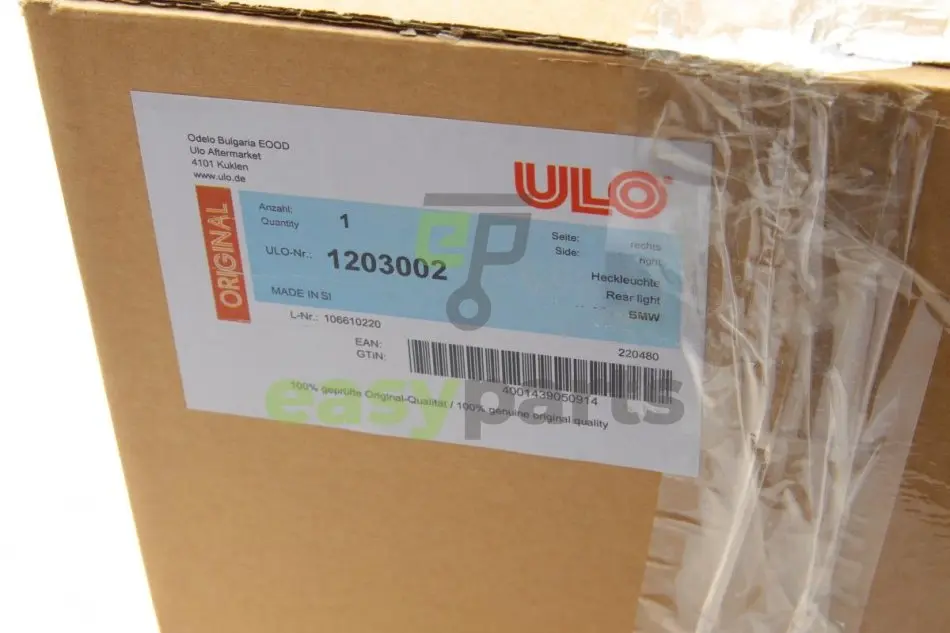 Odelo Bulgaria EOOD
Ulo Aftermarket
4101 Kuklen
www.ulo.de
ULO
ORIGINAL
Anzahl:
Quantity
1
Seite:
Side:
rechts
right
ULO-Nr.:
1203002
Heckleuchte
Rear light
MADE IN SI
L-Nr.: 106610220
220480
EAN:
GTIN:
4001439050914
100% geprüfte Original-Qualität / 100% genuine original quality
eP
easyparts